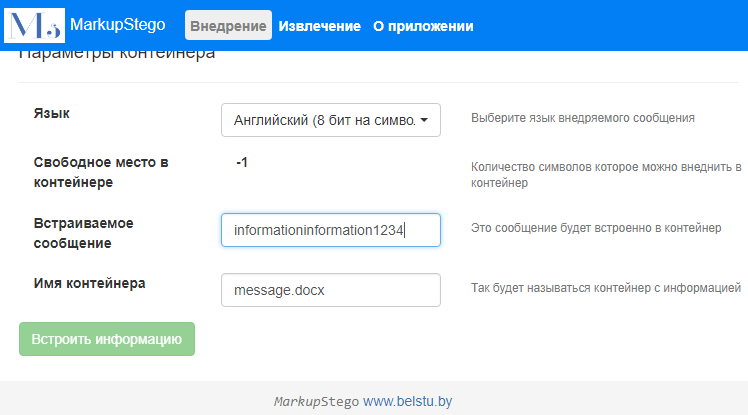 M3 MarkupStego Внедрение Извлечение О приложении
Параметры контейнера
Язык Английский (8 бит на симво. Выберите язык внедряемого сообщения
Свободное место в -1 Количество символов которое можно внеднить в
контейнере контейнер
Встраиваемое informationinformation1234 Это сообщение будет встроенно в контейнер
сообщение
Имя контейнера message.docx Так будет называться контейнер с информацией
Встроить информацию
MarkupStego www.belstu.by